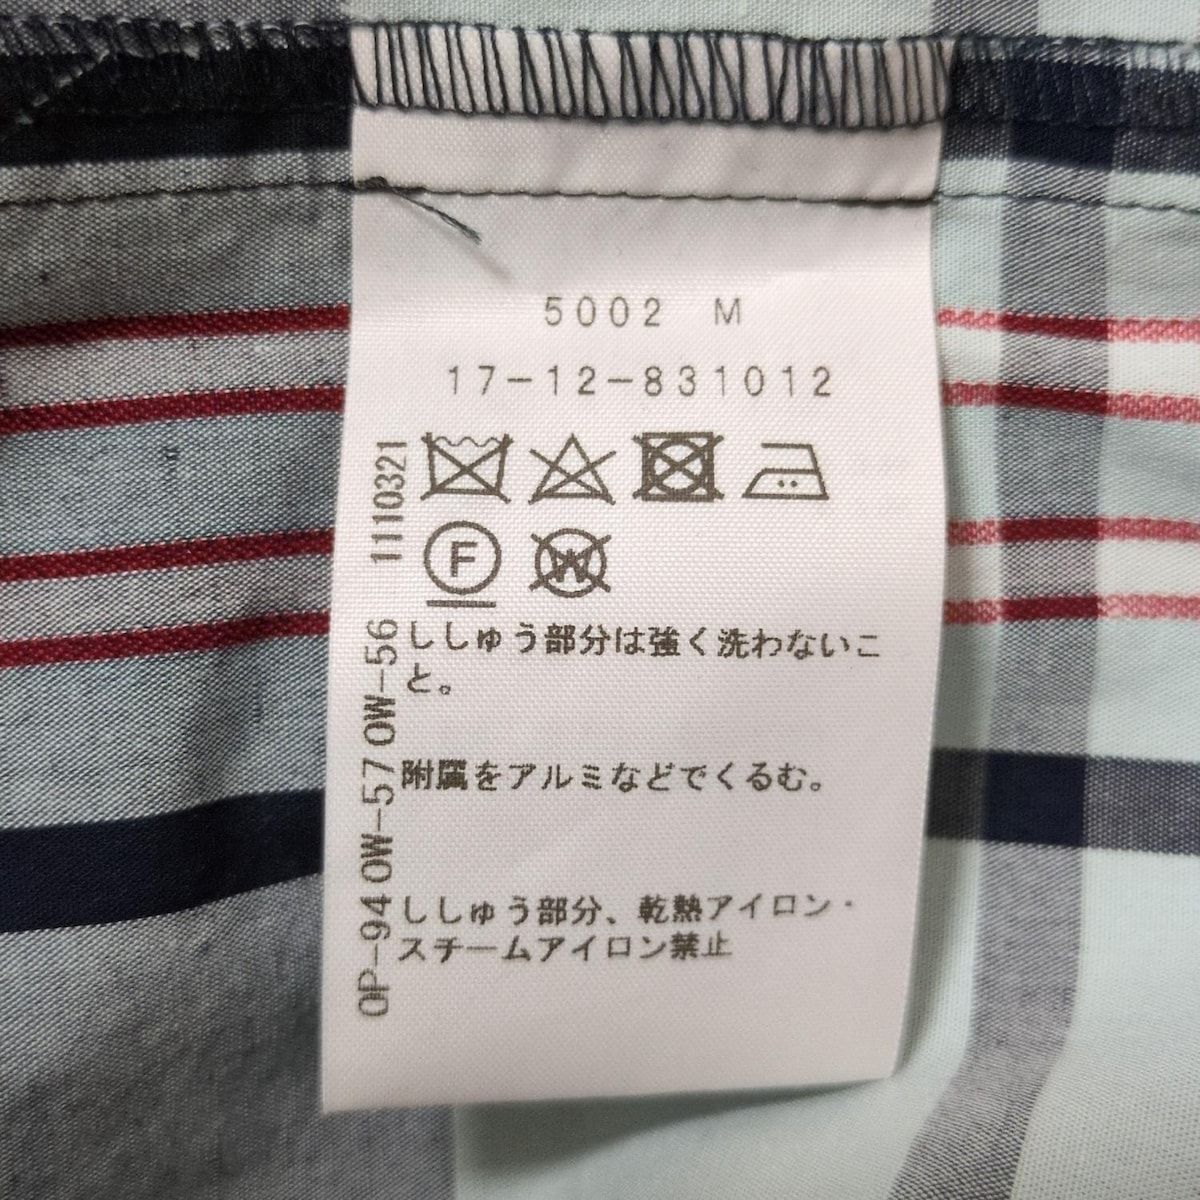 5002 M
17-12-831012
1110321
F
W
ししゅう部分は強く洗わないこ
と。
附属をアルミなどでくるむ。
ししゅう部分、乾熱アイロン・
スチームアイロン禁止
OP-94 OW-57 OW-56